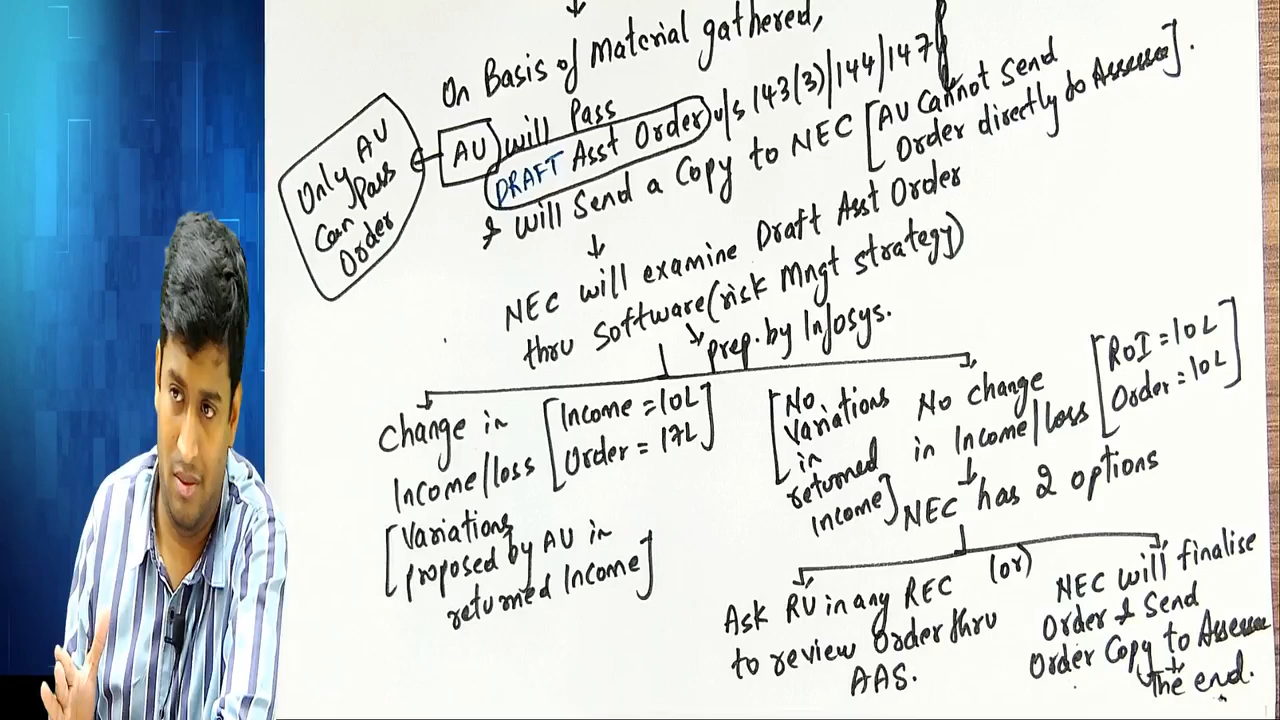 On Basis of Material gathered,
Only AU
Can Pass
Order
AU will Pass
DRAFT Asst Order u/s 143(3)/144/147
& will Send a Copy to NEC [AU Cannot Send
Order directly to Assessee].
NEC will examine Draft Asst Order
thru Software (risk Mngt strategy)
prep. by Infosys.
Change in
Income/loss
[Income = 10L
Order = 17L]
[Variations
proposed by AU in
returned Income]
[No
Variations
in
returned
Income]
No change
in Income/loss
[RoI = 10L
Order = 10L]
NEC has 2 options
Ask RU in any REC
to review Order thru
AAS.
(or)
NEC will finalise
Order & Send
Order Copy to Assessee
The end.